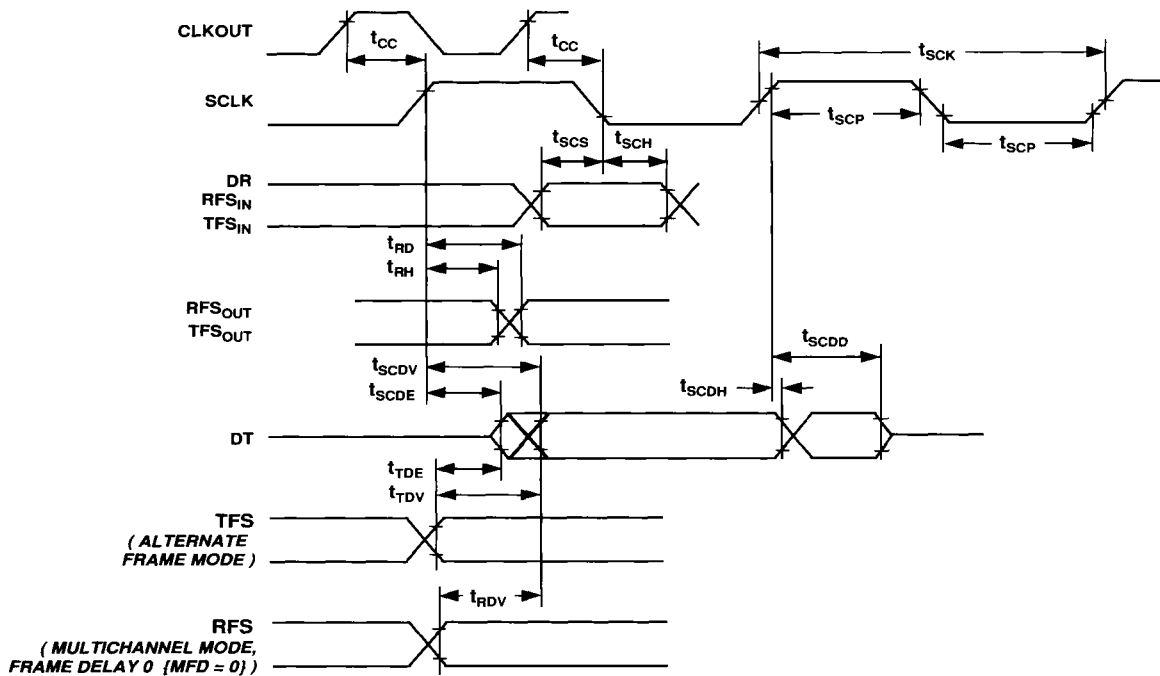 CLKOUT
tCC
tCC
tSCK
SCLK
tSCP
tSCP
tSCS
tSCH
DR
RFSIN
TFSIN
tRD
tRH
RFSOUT
TFSOUT
tSCDV
tSCDD
tSCDE
tSCDH
DT
tTDE
tTDV
TFS
( ALTERNATE
FRAME MODE )
tRDV
RFS
( MULTICHANNEL MODE,
FRAME DELAY 0 {MFD = 0} )